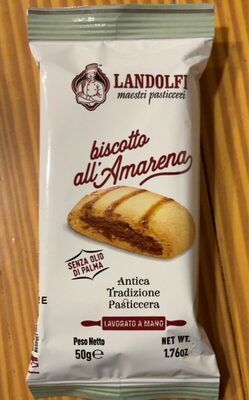 LANDOLFI
maestri pasticceri
biscotto
all'Amarena
SENZA OLIO
DI PALMA
Antica
Tradizione
Pasticcera
LAVORATO A MANO
Peso Netto
50g℮
NET WT.
1.76oz